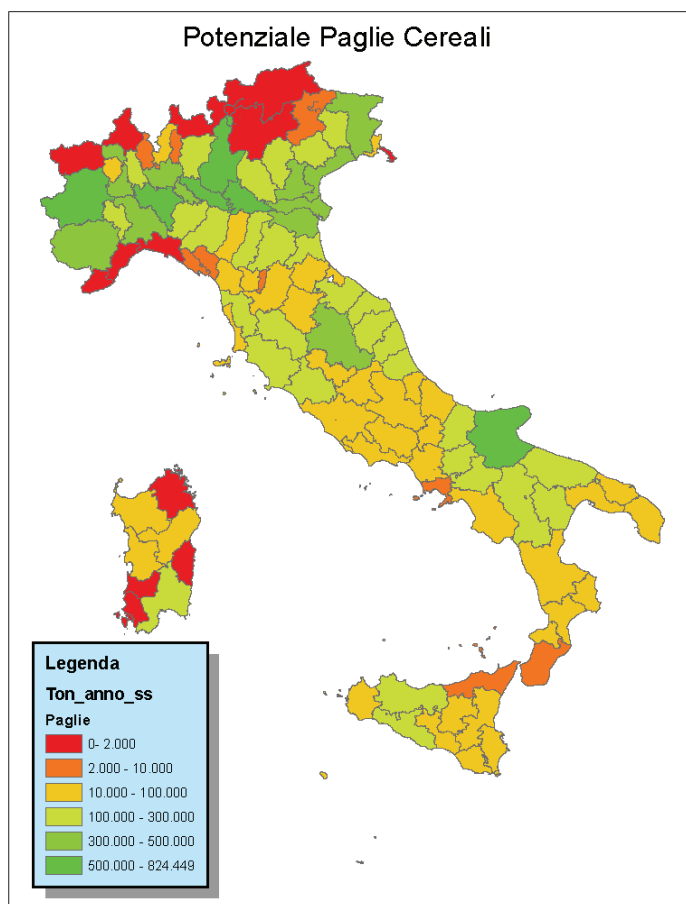 Potenziale Paglie Cereali
Legenda
Ton_anno_ss
Paglie
0- 2.000
2.000 - 10.000
10.000 - 100.000
100.000 - 300.000
300.000 - 500.000
500.000 - 824.449